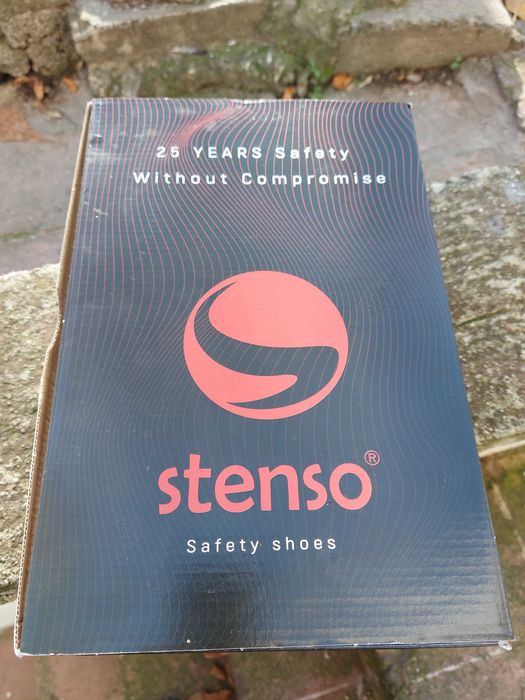 25 YEARS Safety
Without Compromise
stenso®
Safety shoes